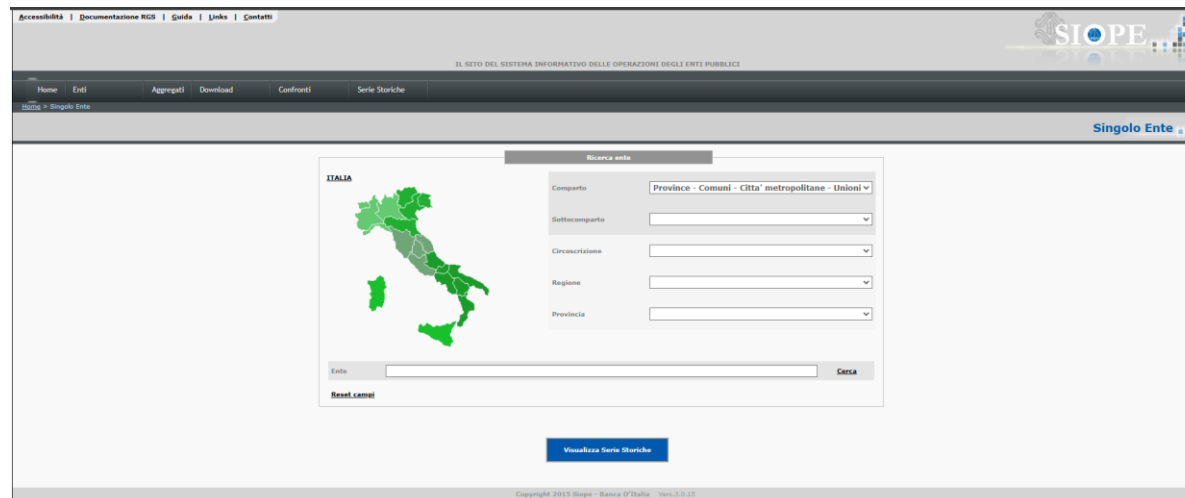 Accessibilità | Documentazione RGS | Guida | Links | Contatti
SIOPE
IL SITO DEL SISTEMA INFORMATIVO DELLE OPERAZIONI DEGLI ENTI PUBBLICI
Home Enti Aggregati Download Confronti Serie Storiche
Home > Singolo Ente
Singolo Ente
Ricerca ente
ITALIA
Comparto Province - Comuni - Citta' metropolitane - Unioni
Sottocomparto
Circoscrizione
Regione
Provincia
Ente Cerca
Reset campi
Visualizza Serie Storiche
Copyright 2015 Siope - Banca D'Italia Vers.3.0.15